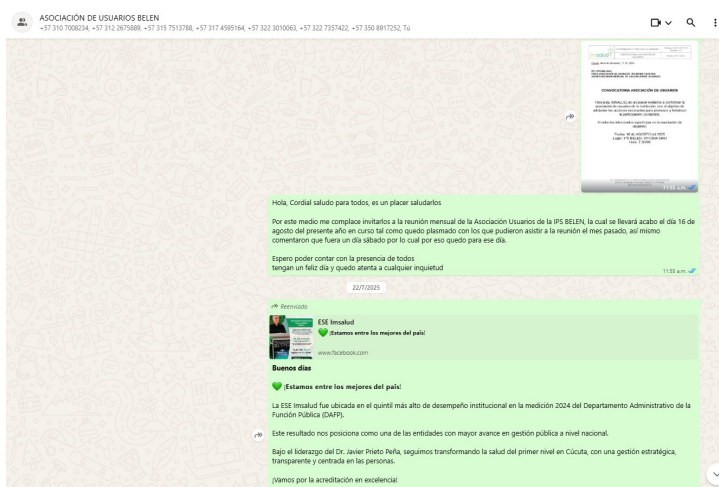 ASOCIACIÓN DE USUARIOS BELEN
+57 310 7008234, +57 312 2675889, +57 315 7513788, +57 317 4595164, +57 322 3010063, +57 322 7357422, +57 350 8917252, Tú
CONVOCATORIA ASOCIACIÓN DE USUARIOS
11:53 a.m.
Hola, Cordial saludo para todos, es un placer saludarlos
Por este medio me complace invitarlos a la reunión mensual de la Asociación Usuarios de la IPS BELEN, la cual se llevará acabo el día 16 de
agosto del presente año en curso tal como quedo plasmado con los que pudieron asistir a la reunión el mes pasado, así mismo
comentaron que fuera un día sábado por lo cual por eso quedo para ese día.
Espero poder contar con la presencia de todos
tengan un feliz día y quedo atenta a cualquier inquietud
11:55 a.m.
22/7/2025
Reenviado
ESE Imsalud
¡Estamos entre los mejores del país!
www.facebook.com
Buenos días
¡Estamos entre los mejores del país!
La ESE Imsalud fue ubicada en el quintil más alto de desempeño institucional en la medición 2024 del Departamento Administrativo de la
Función Pública (DAFP).
Este resultado nos posiciona como una de las entidades con mayor avance en gestión pública a nivel nacional.
Bajo el liderazgo del Dr. Javier Prieto Peña, seguimos transformando la salud del primer nivel en Cúcuta, con una gestión estratégica,
transparente y centrada en las personas.
¡Vamos por la acreditación en excelencia!